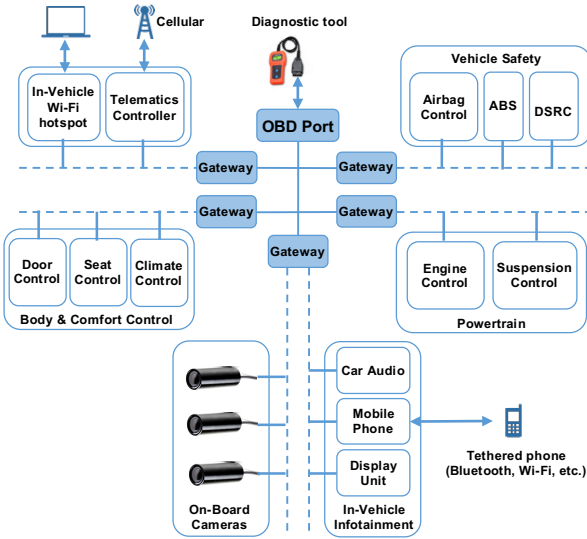 Cellular
Diagnostic tool
In-Vehicle
Wi-Fi
hotspot
Telematics
Controller
OBD Port
Vehicle Safety
Airbag
Control
ABS
DSRC
Gateway
Gateway
Gateway
Gateway
Gateway
Door
Control
Seat
Control
Climate
Control
Body & Comfort Control
Engine
Control
Suspension
Control
Powertrain
Car Audio
Mobile
Phone
Display
Unit
On-Board
Cameras
In-Vehicle
Infotainment
Tethered phone
(Bluetooth, Wi-Fi, etc.)